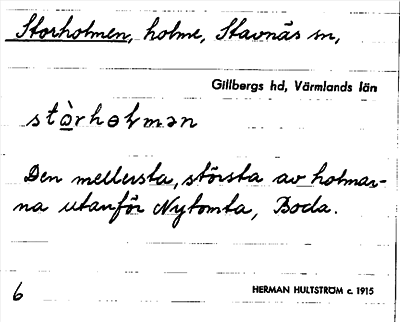 Storholmen, holme, Stavnäs sn,
Gillbergs hd, Värmlands län
stòrholmən
Den mellersta, största av holmar-
na utanför Nytomta, Boda.
6 HERMAN HULTSTRÖM c. 1915